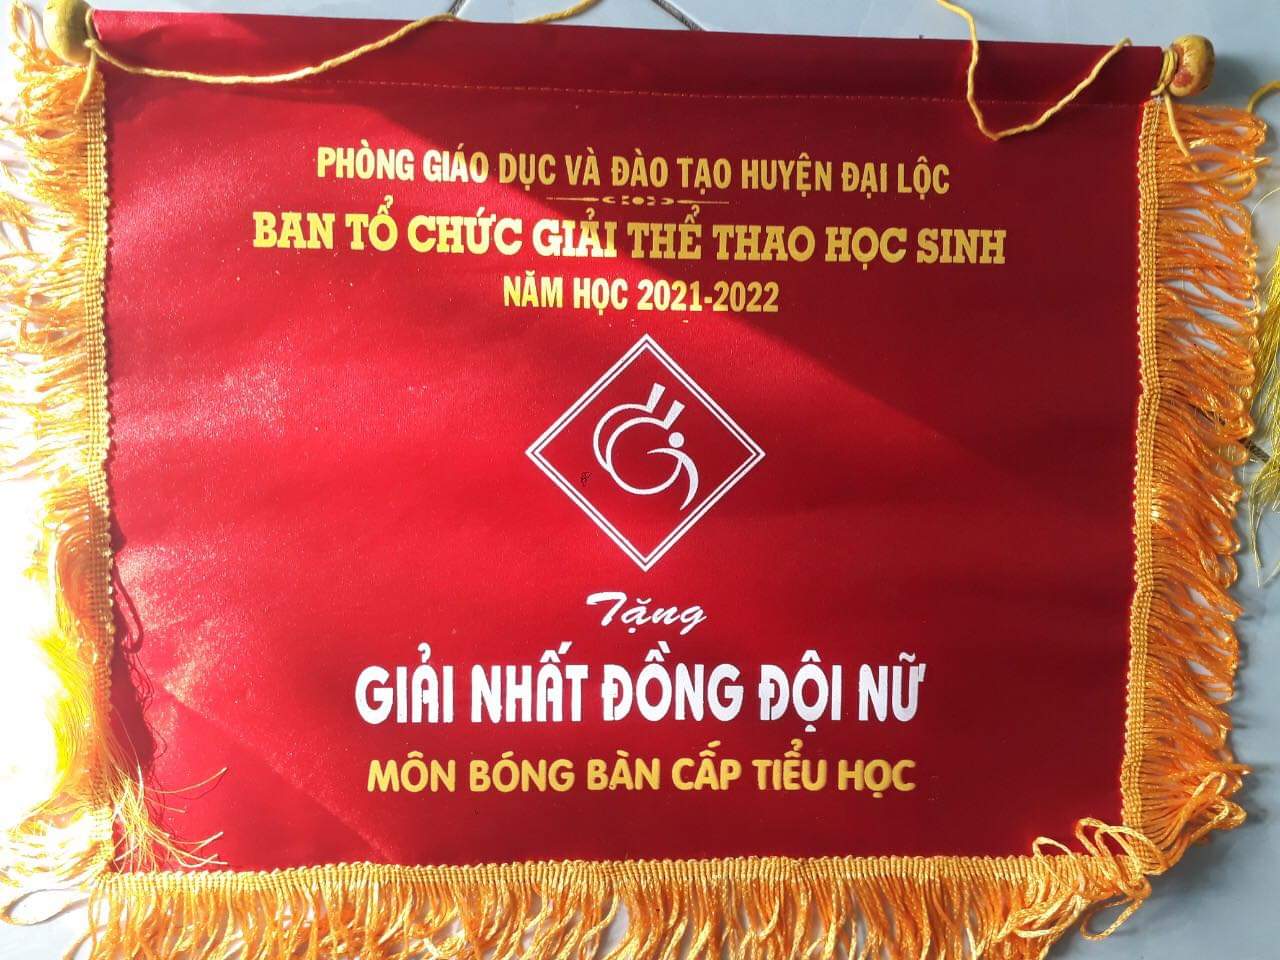 PHÒNG GIÁO DỤC VÀ ĐÀO TẠO HUYỆN ĐẠI LỘC
BAN TỔ CHỨC GIẢI THỂ THAO HỌC SINH
NĂM HỌC 2021-2022
Tặng
GIẢI NHẤT ĐỒNG ĐỘI NỮ
MÔN BÓNG BÀN CẤP TIỂU HỌC